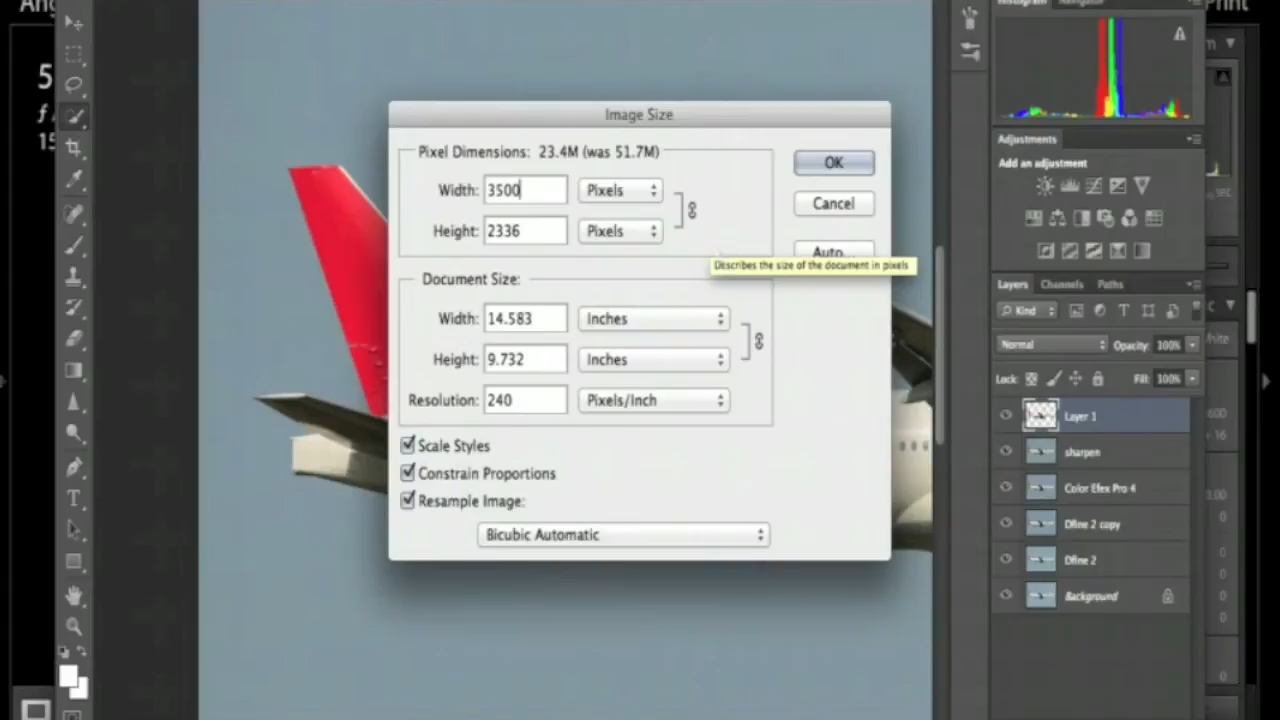 Print
Image Size
Pixel Dimensions: 23.4M (was 51.7M)
Width: 3500 Pixels
Height: 2336 Pixels
OK
Cancel
Auto...
Describes the size of the document in pixels
Document Size:
Width: 14.583 Inches
Height: 9.732 Inches
Resolution: 240 Pixels/Inch
Scale Styles
Constrain Proportions
Resample Image:
Bicubic Automatic
Histogram Navigator
Adjustments
Add an adjustment
Layers Channels Paths
Kind
Normal Opacity: 100%
Lock: Fill: 100%
Layer 1
sharpen
Color Efex Pro 4
Dfine 2 copy
Dfine 2
Background